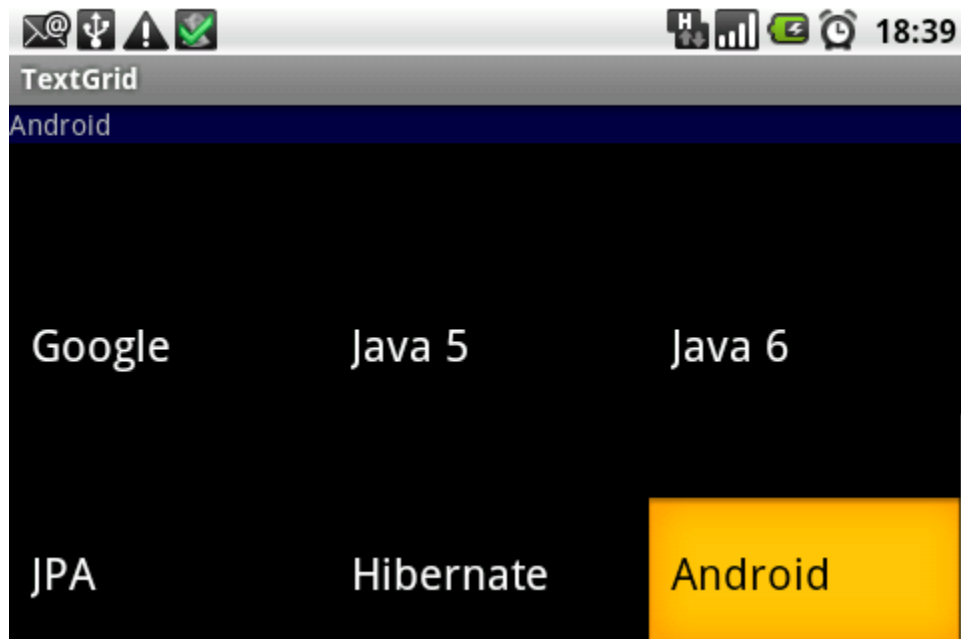 H 18:39
TextGrid
Android
Google Java 5 Java 6
JPA Hibernate Android